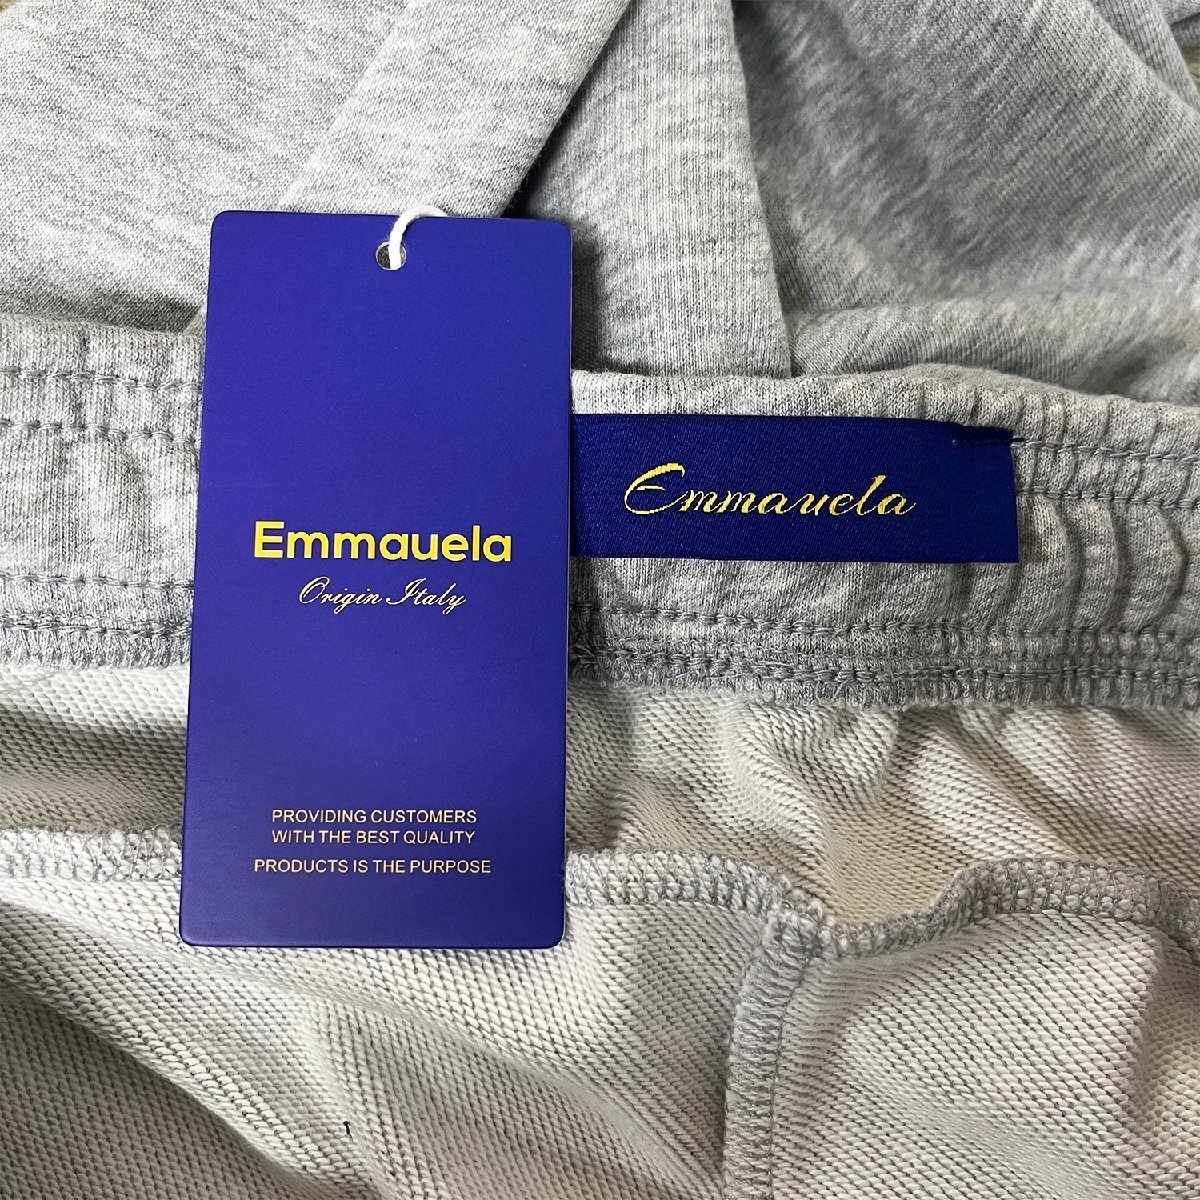 Emmauela
Origin Italy
PROVIDING CUSTOMERS
WITH THE BEST QUALITY
PRODUCTS IS THE PURPOSE
Emmauela